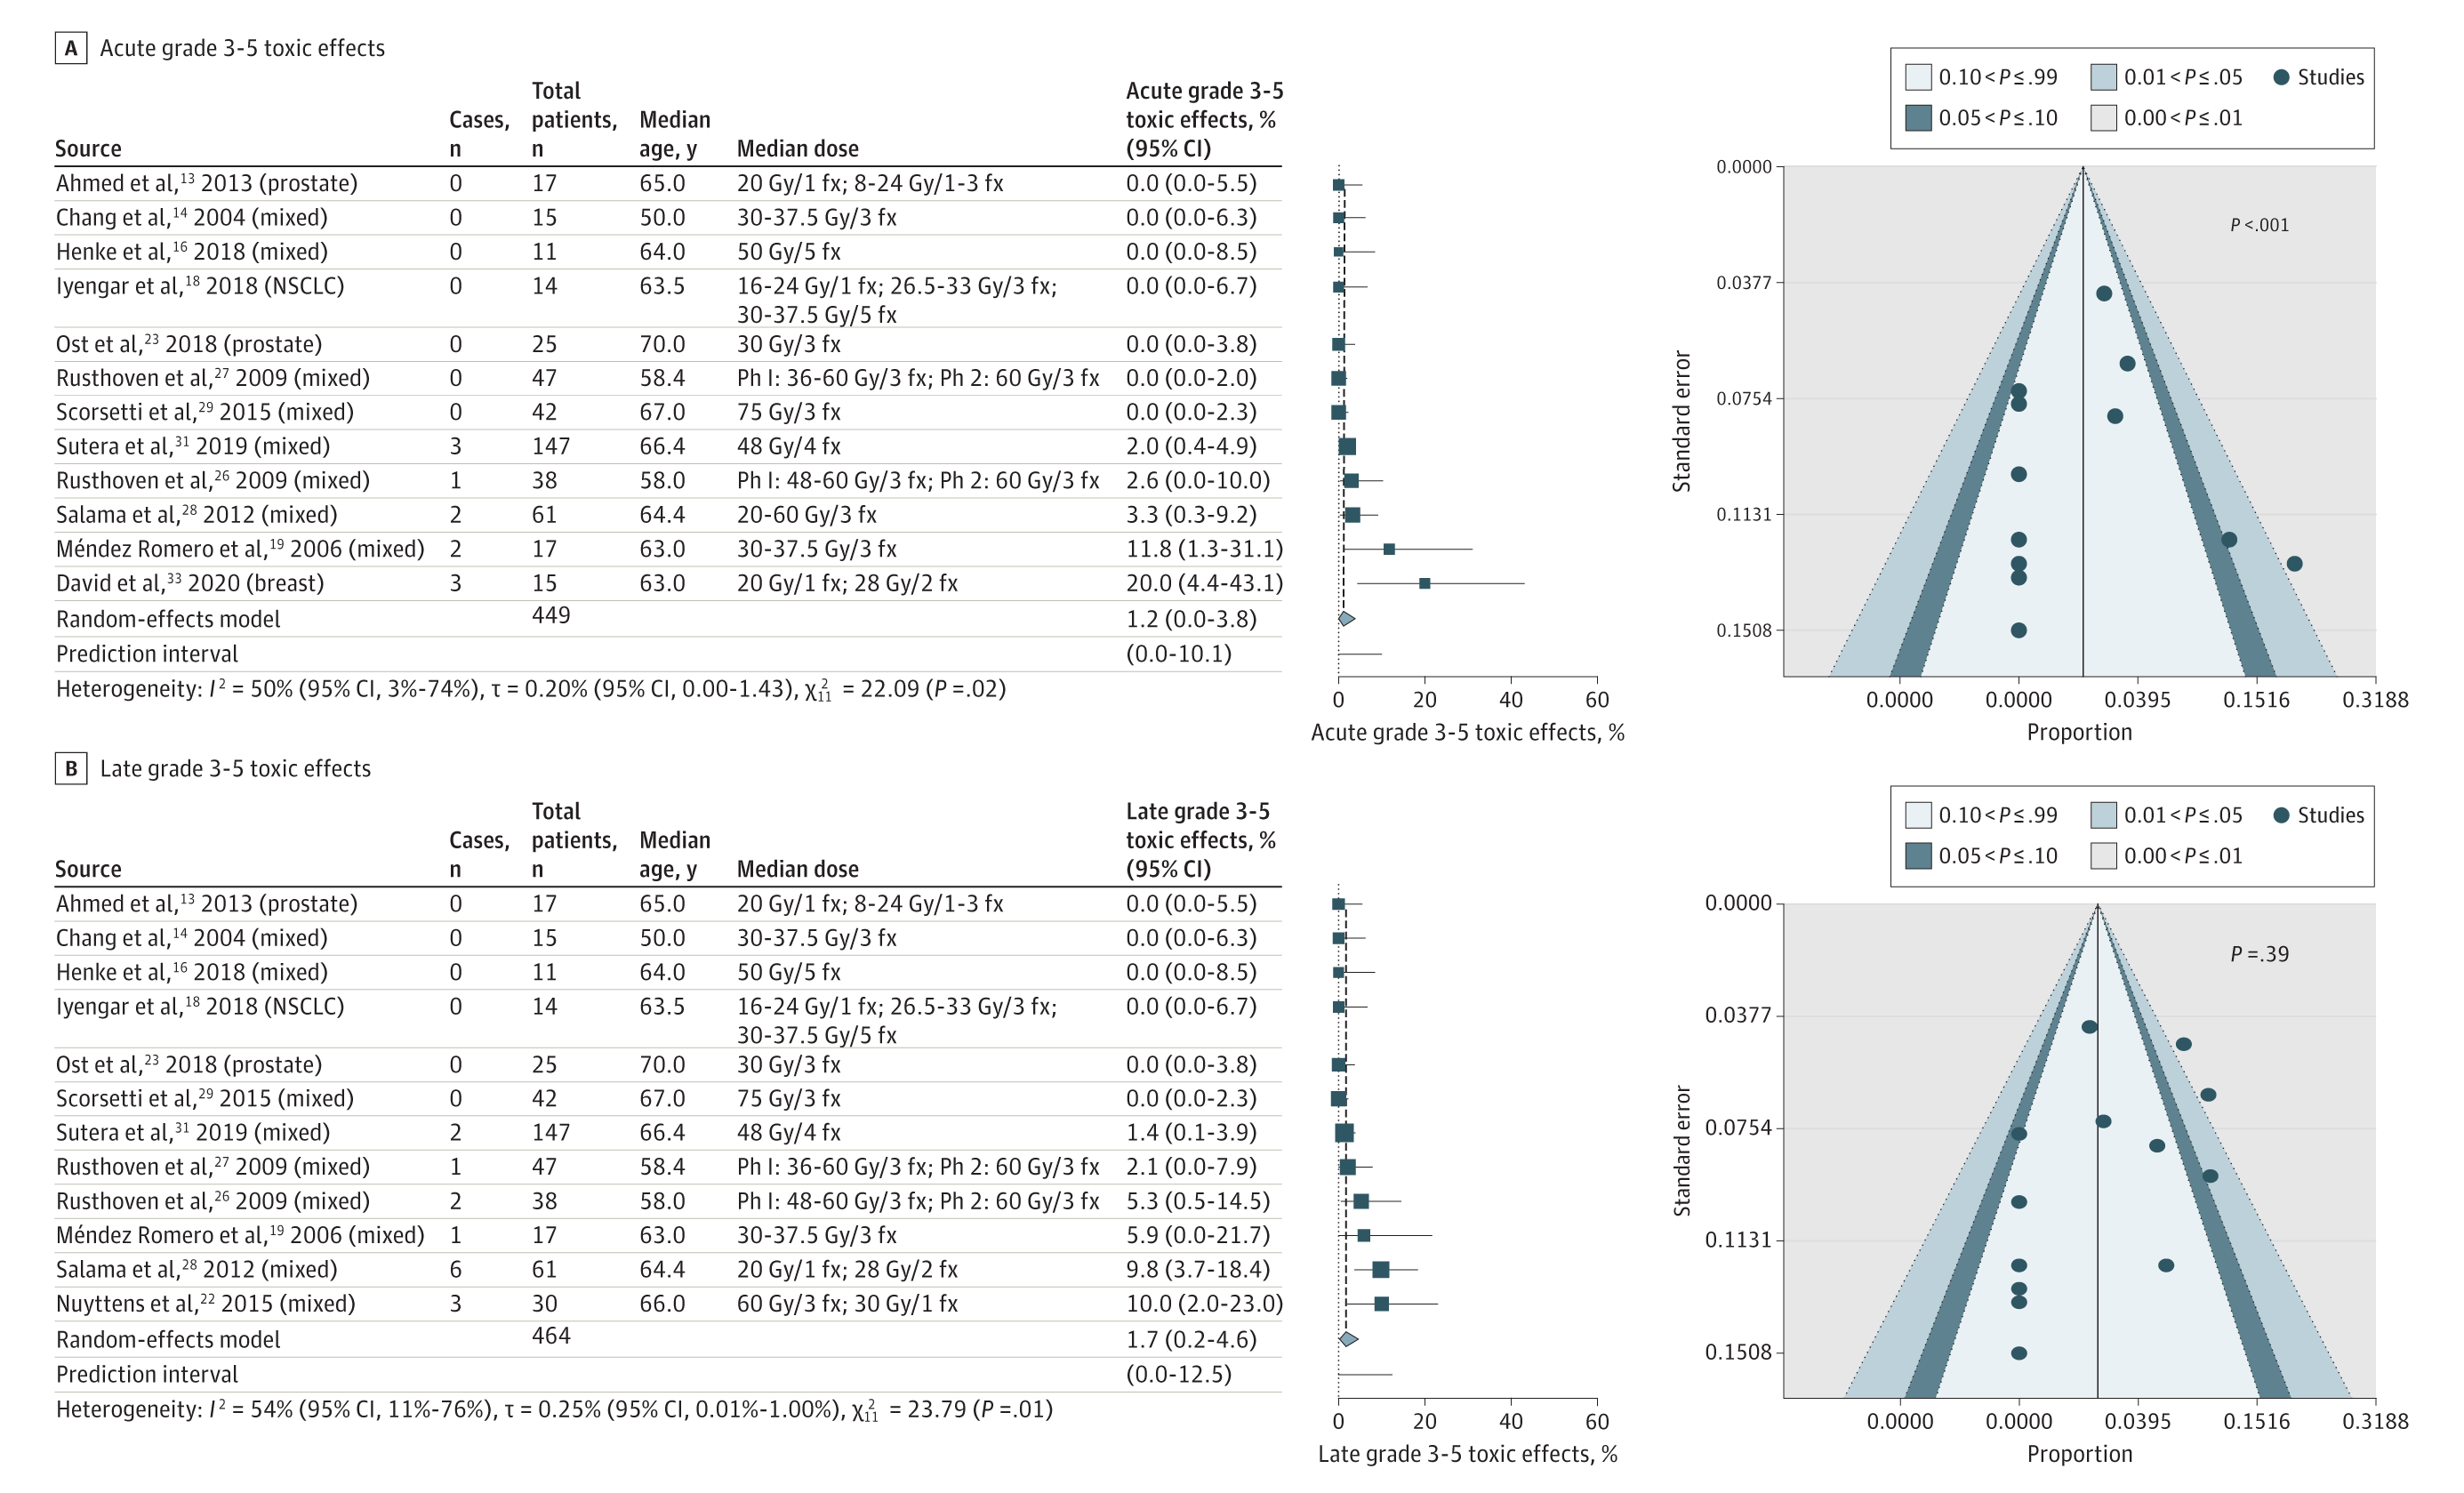 A Acute grade 3-5 toxic effects
Source Cases, n Total patients, n Median age, y Median dose Acute grade 3-5 toxic effects, % (95% CI)
Ahmed et al,13 2013 (prostate) 0 17 65.0 20 Gy/1 fx; 8-24 Gy/1-3 fx 0.0 (0.0-5.5)
Chang et al,14 2004 (mixed) 0 15 50.0 30-37.5 Gy/3 fx 0.0 (0.0-6.3)
Henke et al,16 2018 (mixed) 0 11 64.0 50 Gy/5 fx 0.0 (0.0-8.5)
Iyengar et al,18 2018 (NSCLC) 0 14 63.5 16-24 Gy/1 fx; 26.5-33 Gy/3 fx; 0.0 (0.0-6.7)
30-37.5 Gy/5 fx
Ost et al,23 2018 (prostate) 0 25 70.0 30 Gy/3 fx 0.0 (0.0-3.8)
Rusthoven et al,27 2009 (mixed) 0 47 58.4 Ph I: 36-60 Gy/3 fx; Ph 2: 60 Gy/3 fx 0.0 (0.0-2.0)
Scorsetti et al,29 2015 (mixed) 0 42 67.0 75 Gy/3 fx 0.0 (0.0-2.3)
Sutera et al,31 2019 (mixed) 3 147 66.4 48 Gy/4 fx 2.0 (0.4-4.9)
Rusthoven et al,26 2009 (mixed) 1 38 58.0 Ph I: 48-60 Gy/3 fx; Ph 2: 60 Gy/3 fx 2.6 (0.0-10.0)
Salama et al,28 2012 (mixed) 2 61 64.4 20-60 Gy/3 fx 3.3 (0.3-9.2)
Méndez Romero et al,19 2006 (mixed) 2 17 63.0 30-37.5 Gy/3 fx 11.8 (1.3-31.1)
David et al,33 2020 (breast) 3 15 63.0 20 Gy/1 fx; 28 Gy/2 fx 20.0 (4.4-43.1)
Random-effects model 449 1.2 (0.0-3.8)
Prediction interval (0.0-10.1)
Heterogeneity: I2 = 50% (95% CI, 3%-74%), τ = 0.20% (95% CI, 0.00-1.43), χ2 11 = 22.09 (P =.02)
0 20 40 60
Acute grade 3-5 toxic effects, %
0.10<P≤.99 0.01<P≤.05 Studies
0.05<P≤.10 0.00<P≤.01
P<.001
Standard error
0.0000
0.0377
0.0754
0.1131
0.1508
0.0000 0.0000 0.0395 0.1516 0.3188
Proportion
B Late grade 3-5 toxic effects
Source Cases, n Total patients, n Median age, y Median dose Late grade 3-5 toxic effects, % (95% CI)
Ahmed et al,13 2013 (prostate) 0 17 65.0 20 Gy/1 fx; 8-24 Gy/1-3 fx 0.0 (0.0-5.5)
Chang et al,14 2004 (mixed) 0 15 50.0 30-37.5 Gy/3 fx 0.0 (0.0-6.3)
Henke et al,16 2018 (mixed) 0 11 64.0 50 Gy/5 fx 0.0 (0.0-8.5)
Iyengar et al,18 2018 (NSCLC) 0 14 63.5 16-24 Gy/1 fx; 26.5-33 Gy/3 fx; 0.0 (0.0-6.7)
30-37.5 Gy/5 fx
Ost et al,23 2018 (prostate) 0 25 70.0 30 Gy/3 fx 0.0 (0.0-3.8)
Scorsetti et al,29 2015 (mixed) 0 42 67.0 75 Gy/3 fx 0.0 (0.0-2.3)
Sutera et al,31 2019 (mixed) 2 147 66.4 48 Gy/4 fx 1.4 (0.1-3.9)
Rusthoven et al,27 2009 (mixed) 1 47 58.4 Ph I: 36-60 Gy/3 fx; Ph 2: 60 Gy/3 fx 2.1 (0.0-7.9)
Rusthoven et al,26 2009 (mixed) 2 38 58.0 Ph I: 48-60 Gy/3 fx; Ph 2: 60 Gy/3 fx 5.3 (0.5-14.5)
Méndez Romero et al,19 2006 (mixed) 1 17 63.0 30-37.5 Gy/3 fx 5.9 (0.0-21.7)
Salama et al,28 2012 (mixed) 6 61 64.4 20 Gy/1 fx; 28 Gy/2 fx 9.8 (3.7-18.4)
Nuyttens et al,22 2015 (mixed) 3 30 66.0 60 Gy/3 fx; 30 Gy/1 fx 10.0 (2.0-23.0)
Random-effects model 464 1.7 (0.2-4.6)
Prediction interval (0.0-12.5)
Heterogeneity: I2 = 54% (95% CI, 11%-76%), τ = 0.25% (95% CI, 0.01%-1.00%), χ2 11 = 23.79 (P =.01)
0 20 40 60
Late grade 3-5 toxic effects, %
0.10<P≤.99 0.01<P≤.05 Studies
0.05<P≤.10 0.00<P≤.01
P=.39
Standard error
0.0000
0.0377
0.0754
0.1131
0.1508
0.0000 0.0000 0.0395 0.1516 0.3188
Proportion